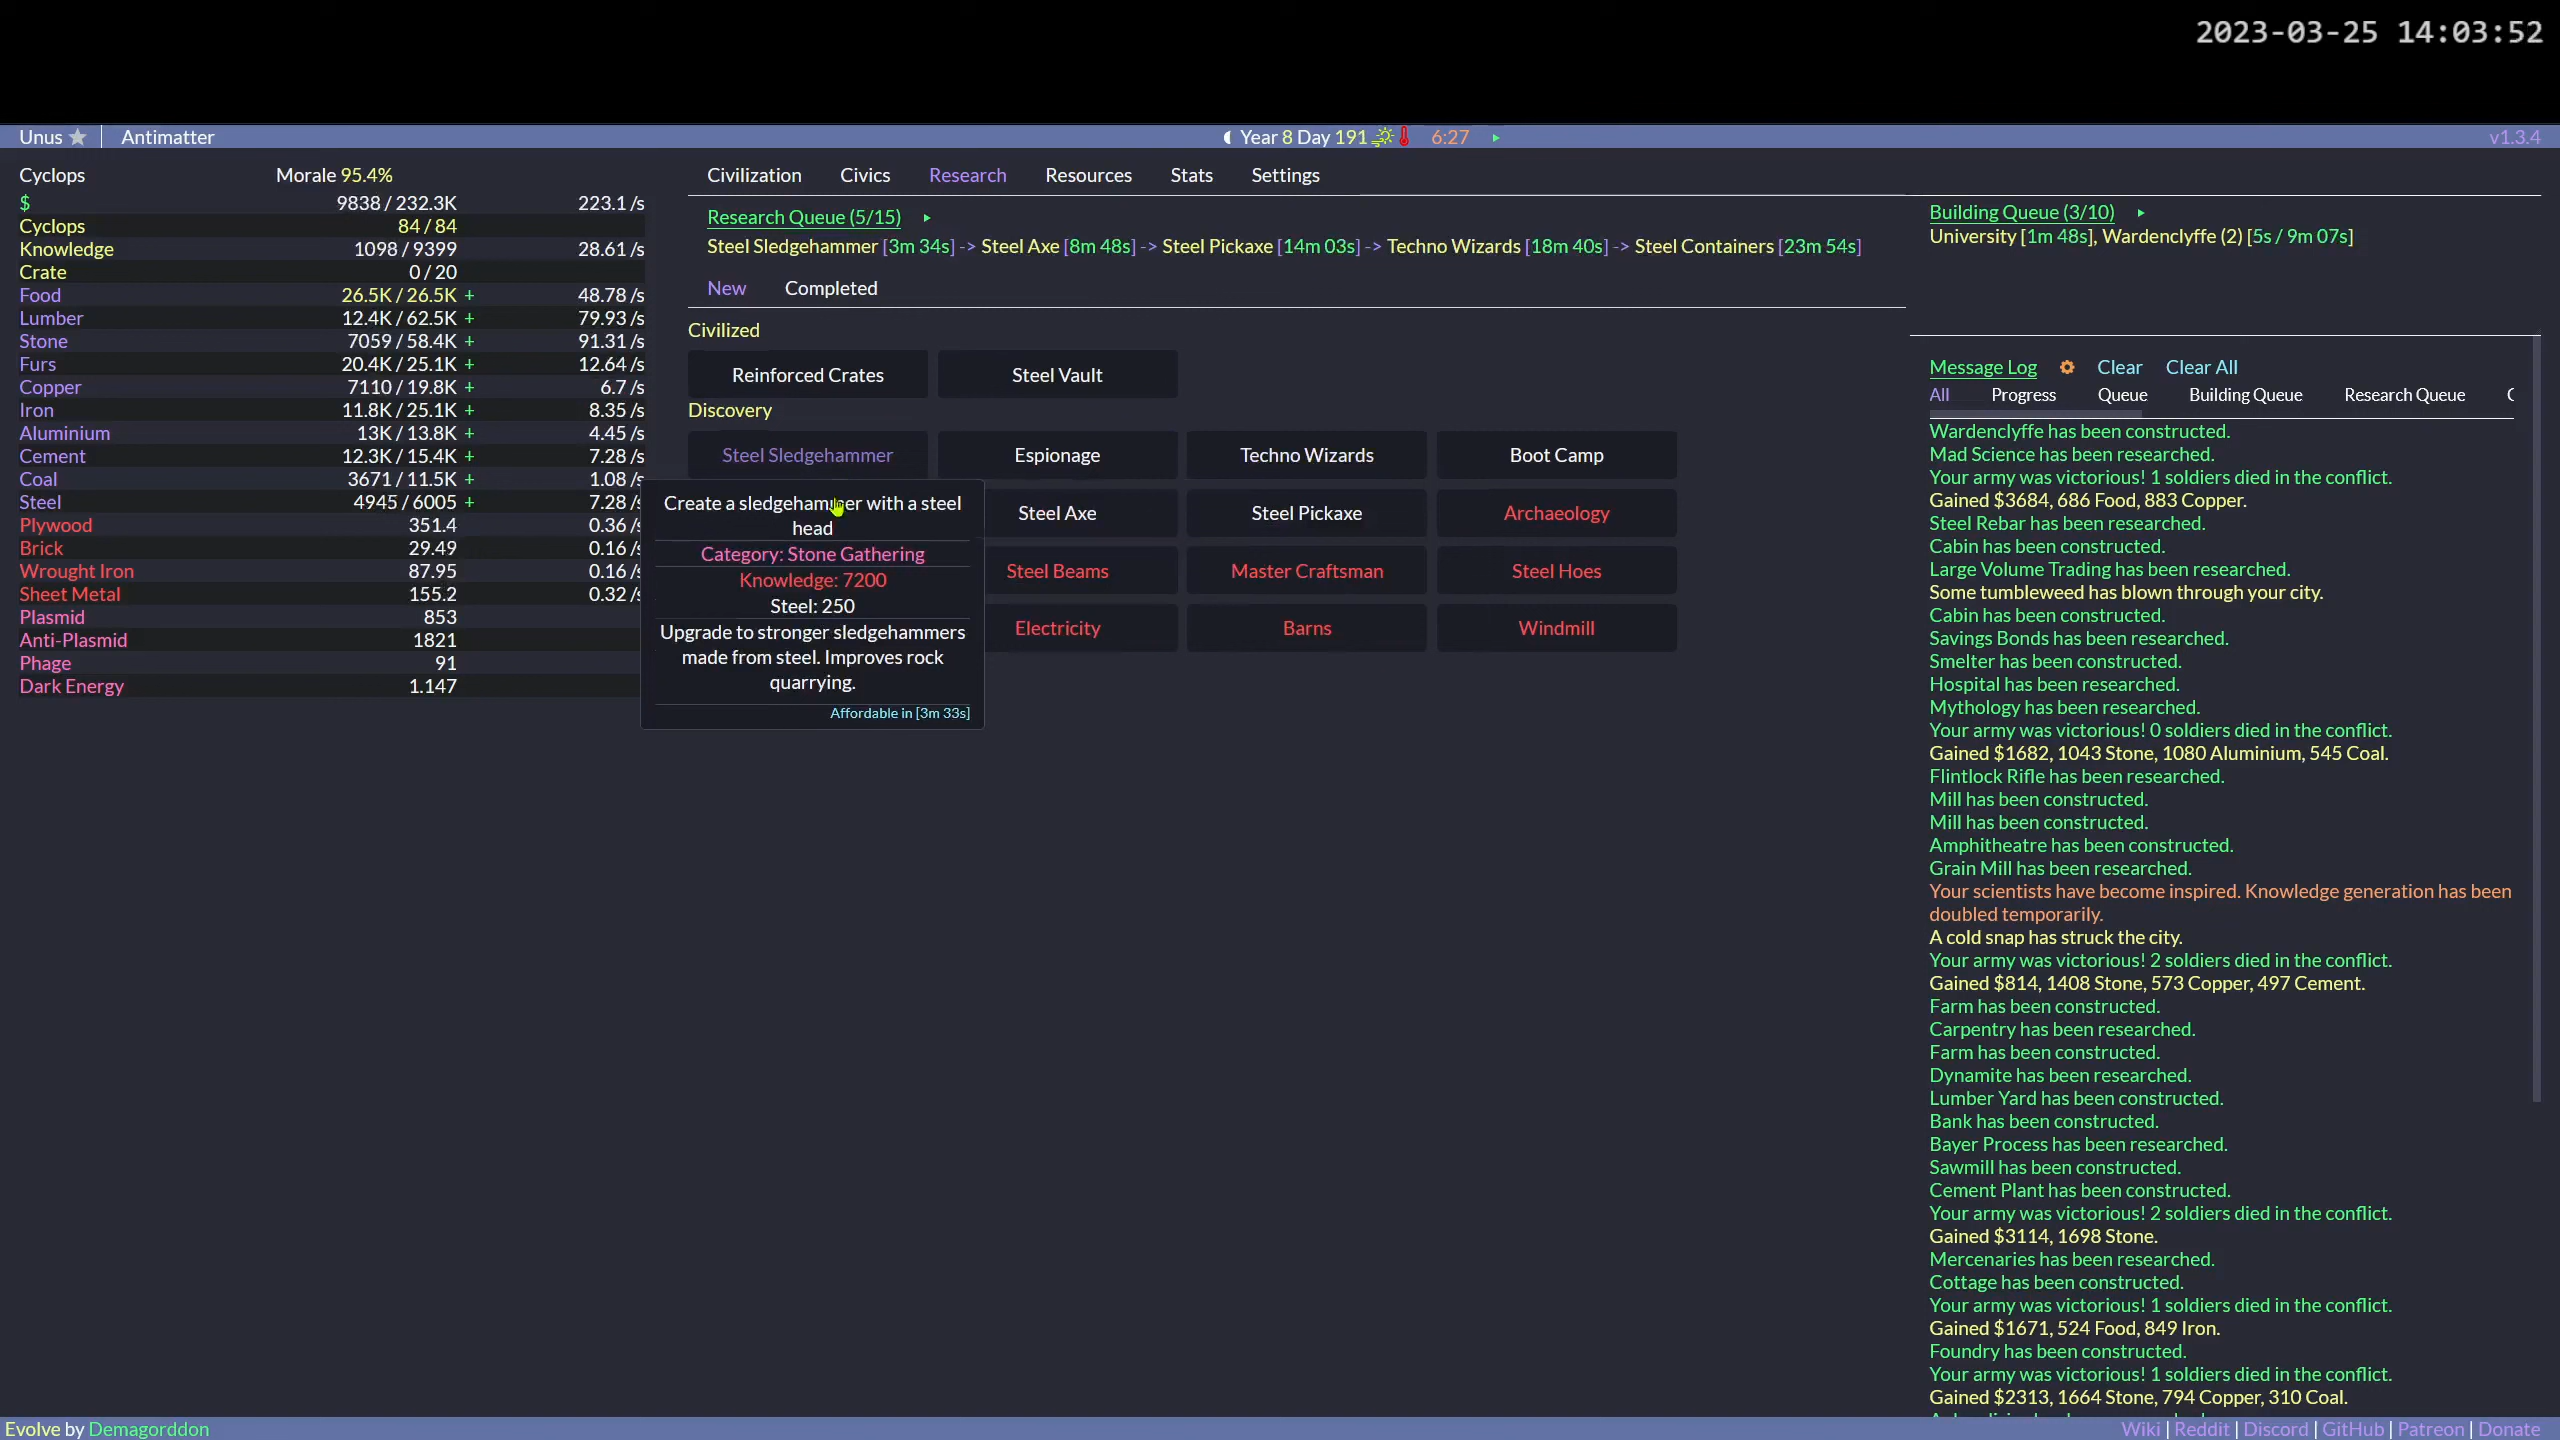 2023-03-25 14:03:52
Unus Antimatter
Year 8 Day 191 6:27
v1.3.4
Cyclops Morale 95.4%
$ 9838 / 232.3K 223.1 /s
Cyclops 84 / 84
Knowledge 1098 / 9399 28.61 /s
Crate 0 / 20
Food 26.5K / 26.5K + 48.78 /s
Lumber 12.4K / 62.5K + 79.93 /s
Stone 7059 / 58.4K + 91.31 /s
Furs 20.4K / 25.1K + 12.64 /s
Copper 7110 / 19.8K + 6.7 /s
Iron 11.8K / 25.1K + 8.35 /s
Aluminium 13K / 13.8K + 4.45 /s
Cement 12.3K / 15.4K + 7.28 /s
Coal 3671 / 11.5K + 1.08 /s
Steel 4945 / 6005 + 7.28 /s
Plywood 351.4 0.36 /s
Brick 29.49 0.16 /s
Wrought Iron 87.95 0.16 /s
Sheet Metal 155.2 0.32 /s
Plasmid 853
Anti-Plasmid 1821
Phage 91
Dark Energy 1.147
Civilization Civics Research Resources Stats Settings
Research Queue (5/15)
Steel Sledgehammer [3m 34s] -> Steel Axe [8m 48s] -> Steel Pickaxe [14m 03s] -> Techno Wizards [18m 40s] -> Steel Containers [23m 54s]
New Completed
Civilized
Reinforced Crates Steel Vault
Discovery
Steel Sledgehammer Espionage Techno Wizards Boot Camp
Steel Axe Steel Pickaxe Archaeology
Steel Beams Master Craftsman Steel Hoes
Electricity Barns Windmill
Create a sledgehammer with a steel
head
Category: Stone Gathering
Knowledge: 7200
Steel: 250
Upgrade to stronger sledgehammers
made from steel. Improves rock
quarrying.
Affordable in [3m 33s]
Building Queue (3/10)
University [1m 48s], Wardenclyffe (2) [5s / 9m 07s]
Message Log Clear Clear All
All Progress Queue Building Queue Research Queue
Wardenclyffe has been constructed.
Mad Science has been researched.
Your army was victorious! 1 soldiers died in the conflict.
Gained $3684, 686 Food, 883 Copper.
Steel Rebar has been researched.
Cabin has been constructed.
Large Volume Trading has been researched.
Some tumbleweed has blown through your city.
Cabin has been constructed.
Savings Bonds has been researched.
Smelter has been constructed.
Hospital has been researched.
Mythology has been researched.
Your army was victorious! 0 soldiers died in the conflict.
Gained $1682, 1043 Stone, 1080 Aluminium, 545 Coal.
Flintlock Rifle has been researched.
Mill has been constructed.
Mill has been constructed.
Amphitheatre has been constructed.
Grain Mill has been researched.
Your scientists have become inspired. Knowledge generation has been
doubled temporarily.
A cold snap has struck the city.
Your army was victorious! 2 soldiers died in the conflict.
Gained $814, 1408 Stone, 573 Copper, 497 Cement.
Farm has been constructed.
Carpentry has been researched.
Farm has been constructed.
Dynamite has been researched.
Lumber Yard has been constructed.
Bank has been constructed.
Bayer Process has been researched.
Sawmill has been constructed.
Cement Plant has been constructed.
Your army was victorious! 2 soldiers died in the conflict.
Gained $3114, 1698 Stone.
Mercenaries has been researched.
Cottage has been constructed.
Your army was victorious! 1 soldiers died in the conflict.
Gained $1671, 524 Food, 849 Iron.
Foundry has been constructed.
Your army was victorious! 1 soldiers died in the conflict.
Gained $2313, 1664 Stone, 794 Copper, 310 Coal.
Evolve by Demagorddon
Wiki | Reddit | Discord | GitHub | Patreon | Donate